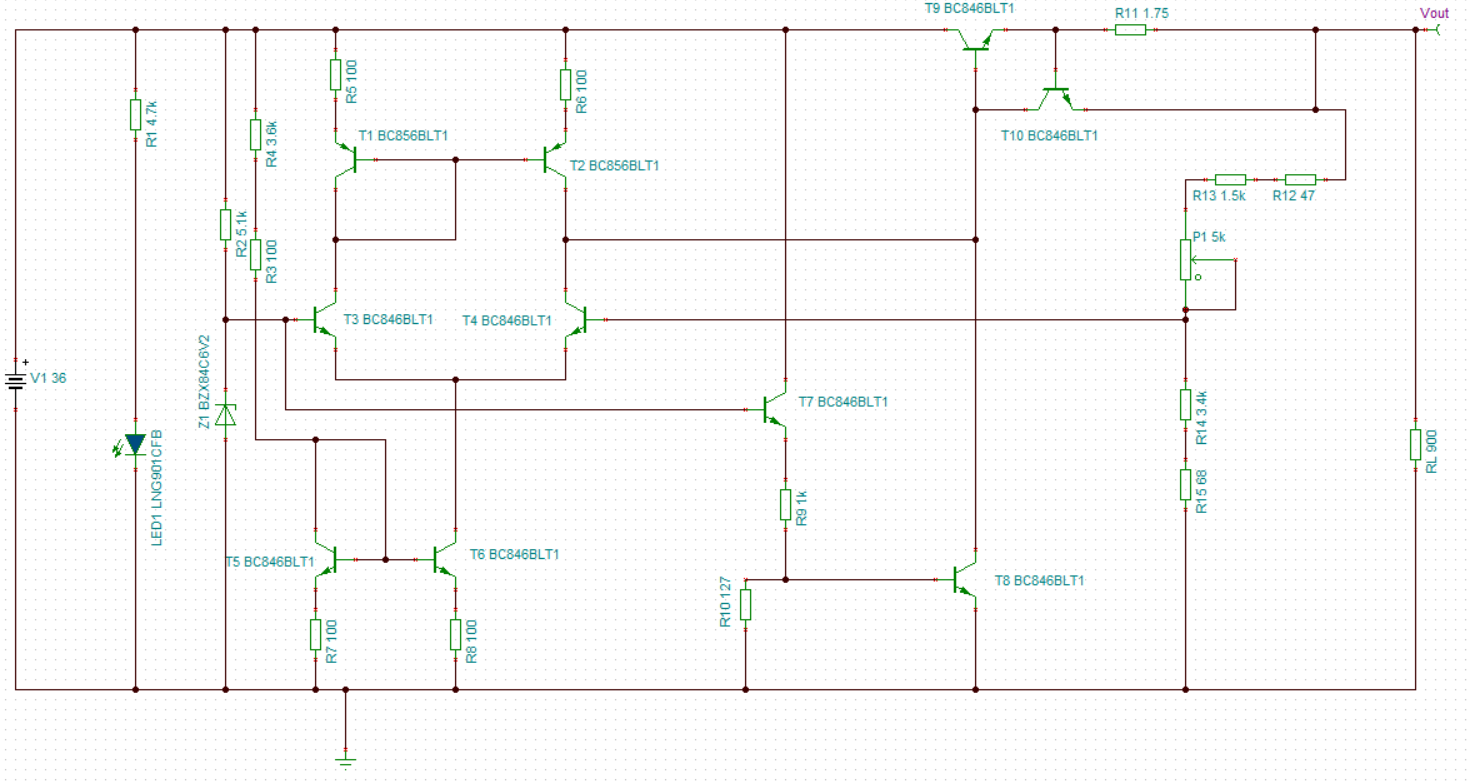 T9 BC846BLT1
R11 1.75
Vout
R5 100
R6 100
R1 4.7k
R4 3.6k
T1 BC856BLT1
T2 BC856BLT1
T10 BC846BLT1
R13 1.5k
R12 47
R2 5.1k
R3 100
P1 5k
T3 BC846BLT1
T4 BC846BLT1
+
V1 36
Z1 BZX84C6V2
T7 BC846BLT1
R14 3.4k
RL 900
LED1 LNG901CFB
R9 1k
R15 68
T5 BC846BLT1
T6 BC846BLT1
T8 BC846BLT1
R10 127
R7 100
R8 100